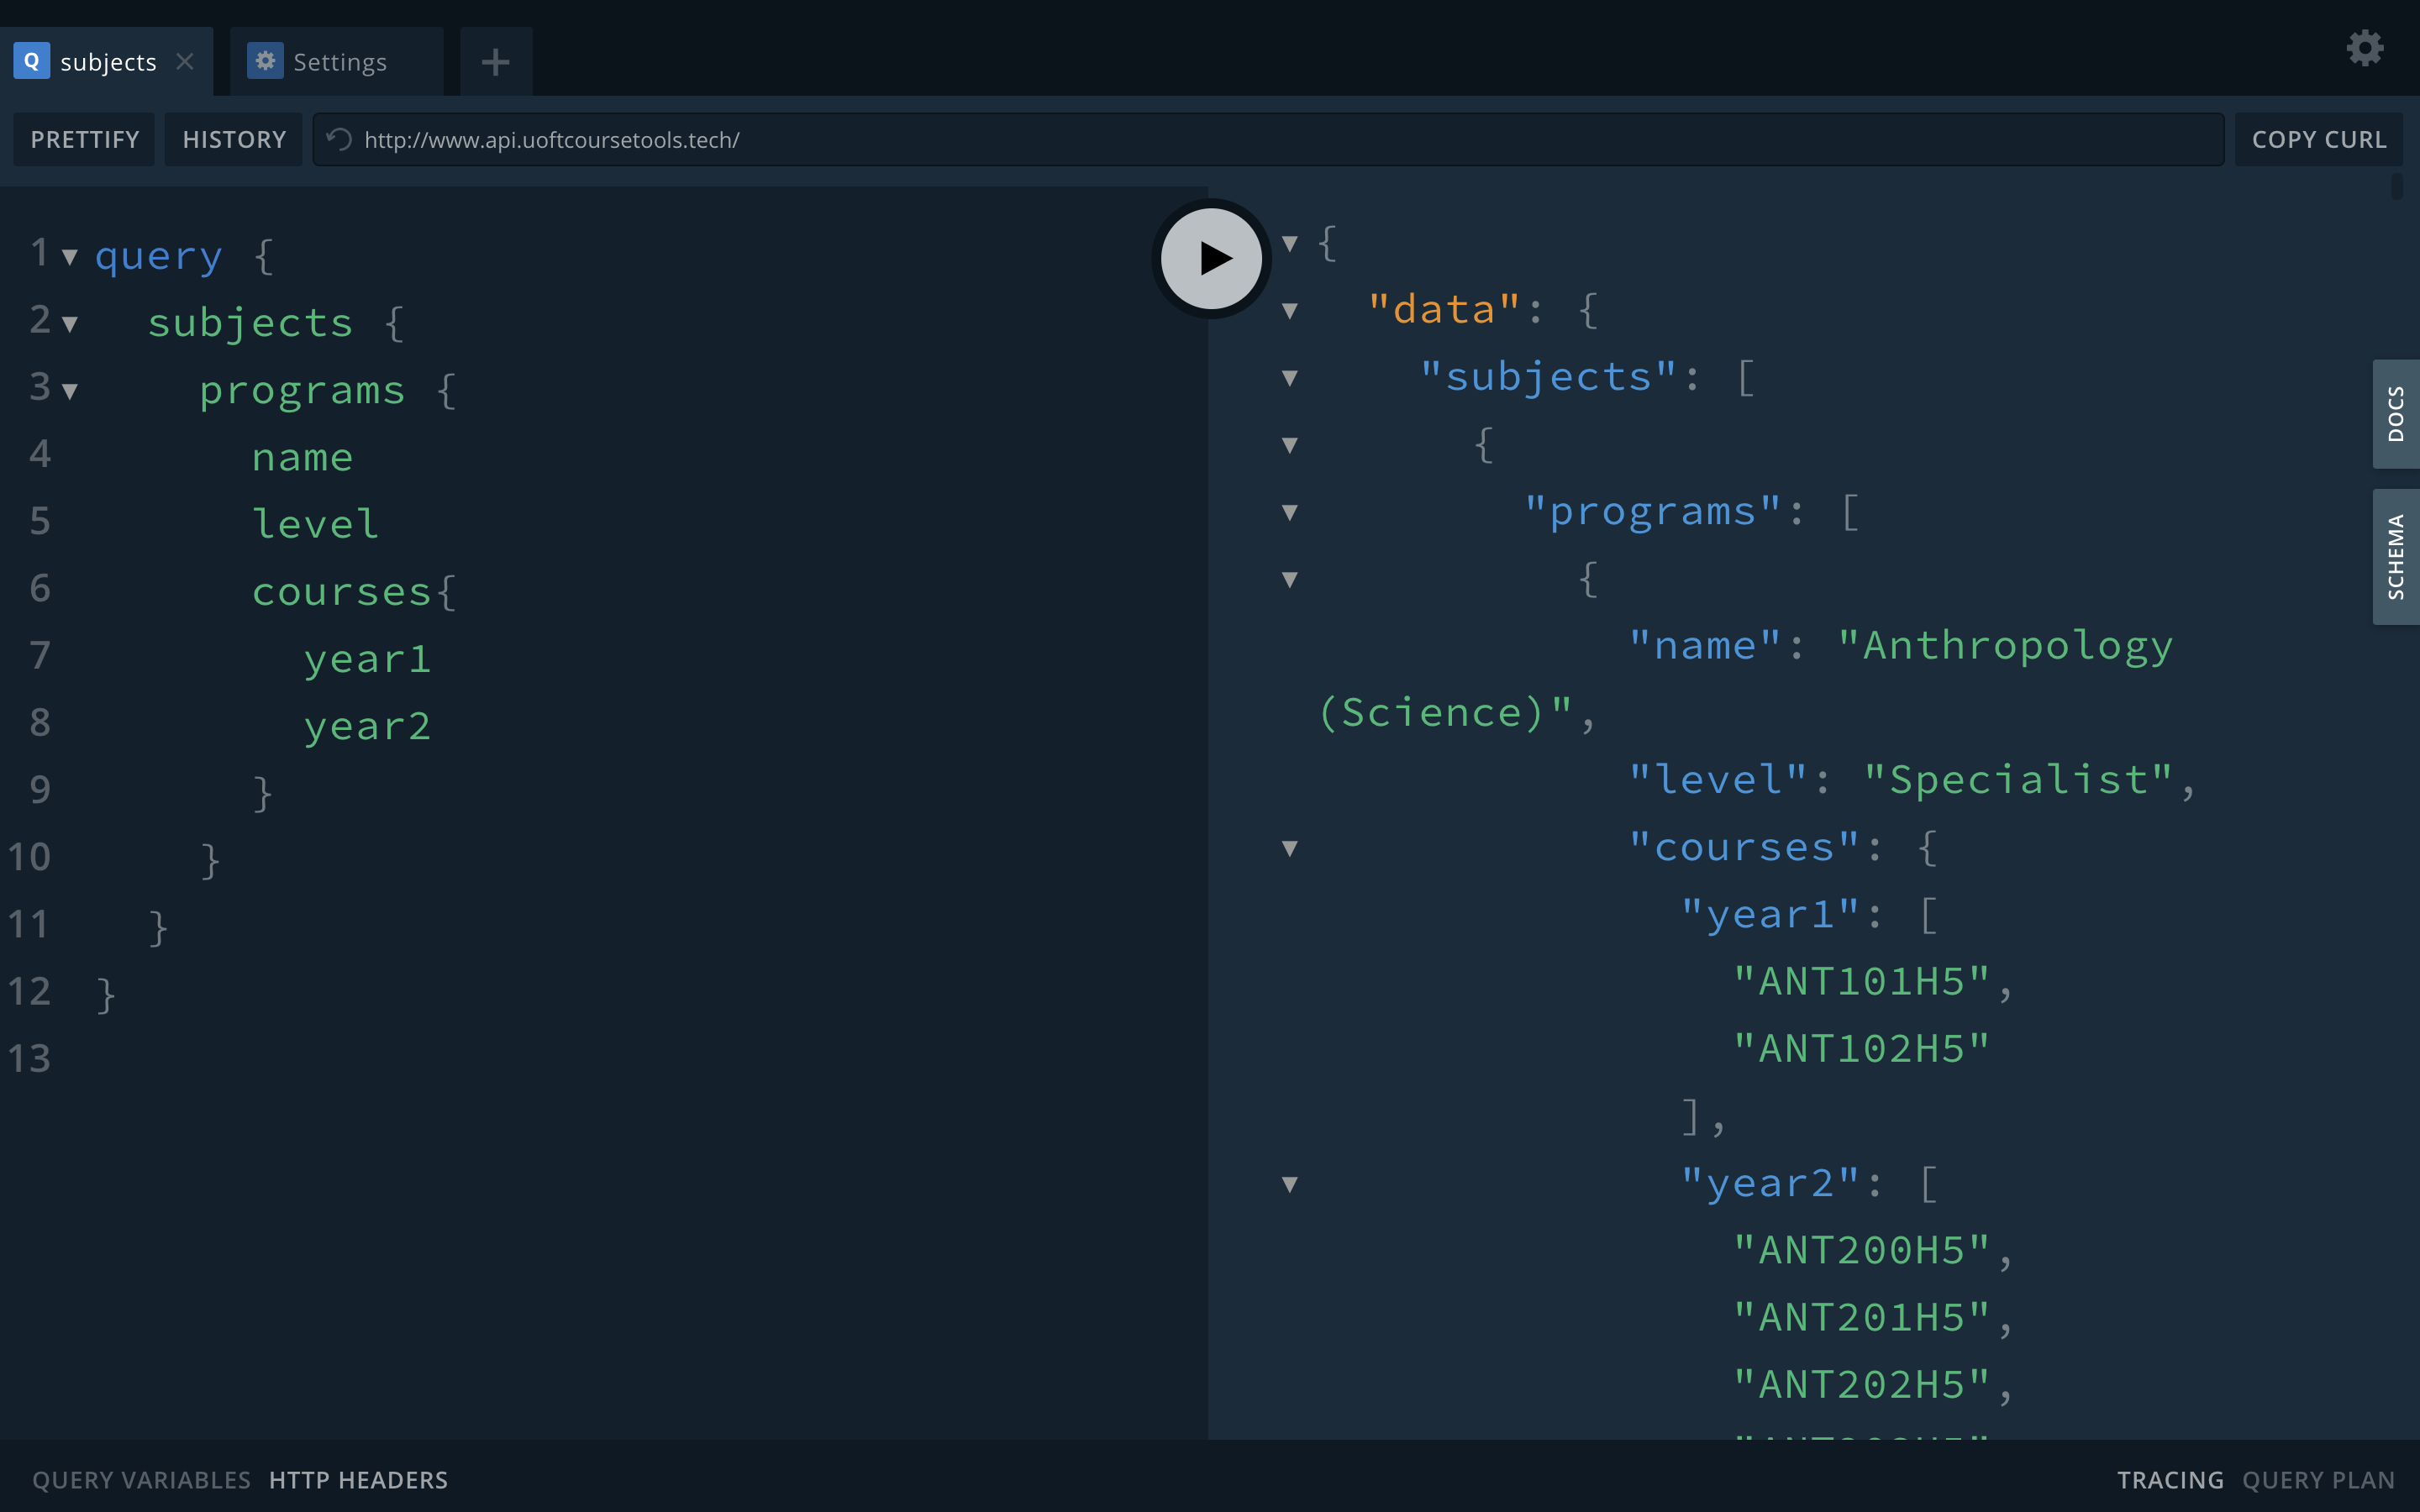 Q subjects Settings
PRETTIFY HISTORY http://www.api.uoftcoursetools.tech/ COPY CURL
1 query {
2 subjects {
3 programs {
4 name
5 level
6 courses{
7 year1
8 year2
9 }
10 }
11 }
12 }
13
{
"data": {
"subjects": [
{
"programs": [
{
"name": "Anthropology
(Science)",
"level": "Specialist",
"courses": {
"year1": [
"ANT101H5",
"ANT102H5"
],
"year2": [
"ANT200H5",
"ANT201H5",
"ANT202H5",
DOCS
SCHEMA
QUERY VARIABLES HTTP HEADERS TRACING QUERY PLAN